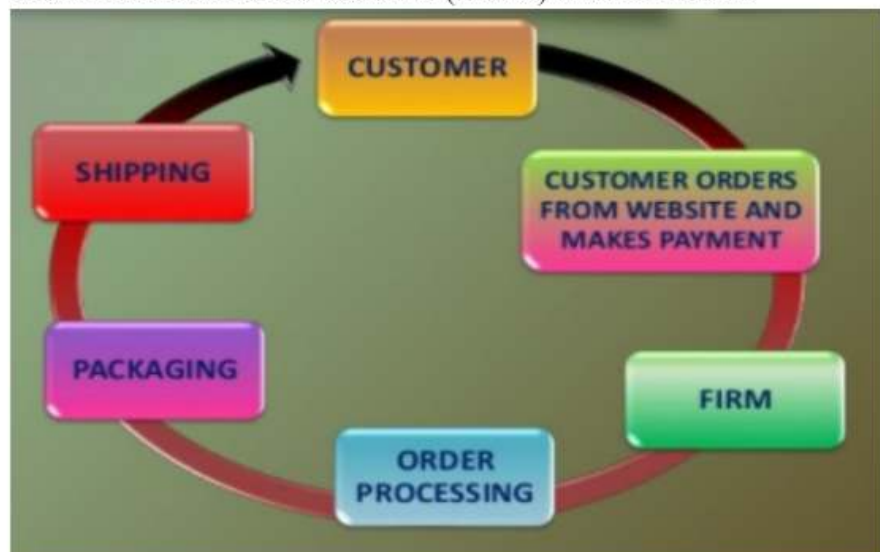 CUSTOMER
CUSTOMER ORDERS
FROM WEBSITE AND
MAKES PAYMENT
FIRM
ORDER
PROCESSING
PACKAGING
SHIPPING